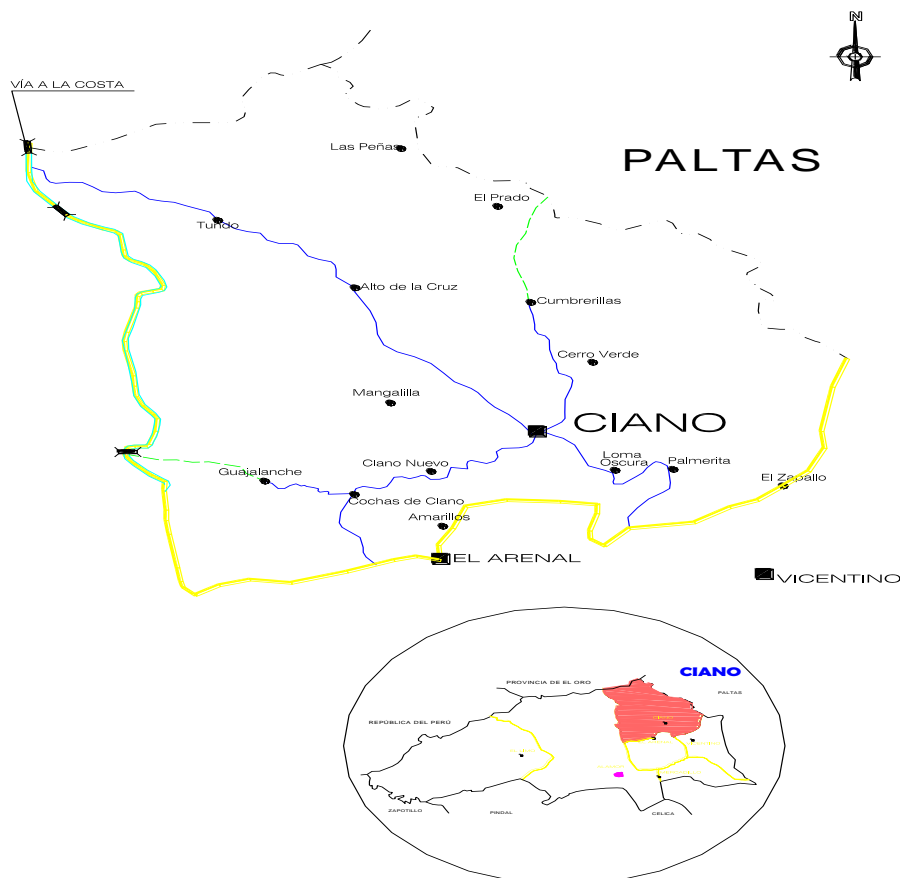 N
VÍA A LA COSTA
Las Peñas
PALTAS
El Prado
Tundo
Alto de la Cruz
Cumbrerillas
Cerro Verde
Mangalilla
CIANO
Loma
Oscura
Palmerita
Ciano Nuevo
Guajalanche
El Zapallo
Cochas de Ciano
Amarillos
EL ARENAL
VICENTINO
CIANO
PROVINCIA DE EL ORO
PALTAS
REPÚBLICA DEL PERÚ
ZAPOTILLO
PINDAL
CELICA